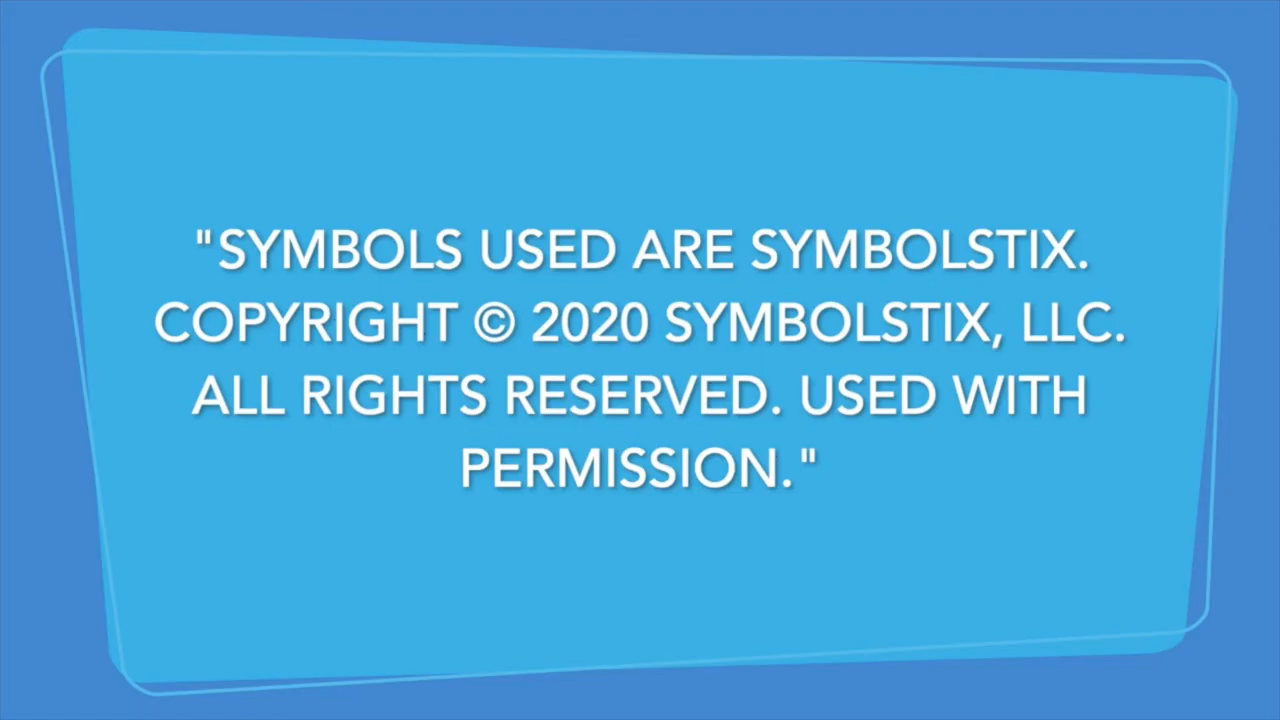 "SYMBOLS USED ARE SYMBOLSTIX.
COPYRIGHT © 2020 SYMBOLSTIX, LLC.
ALL RIGHTS RESERVED. USED WITH
PERMISSION."